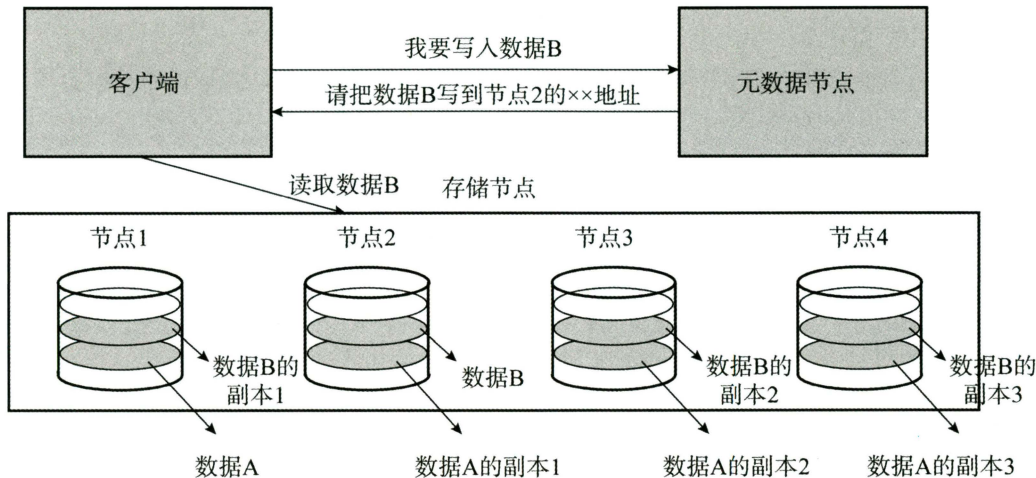 我要写入数据B
客户端
元数据节点
请把数据B写到节点2的××地址
读取数据B
存储节点
节点1
节点2
节点3
节点4
数据B的
副本1
数据B
数据B的
副本2
数据B的
副本3
数据A
数据A的副本1
数据A的副本2
数据A的副本3